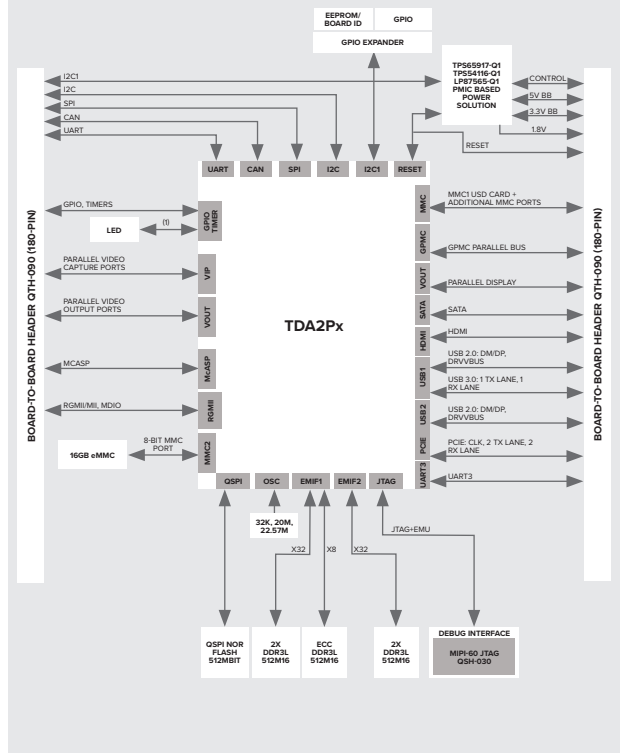 EEPROM/
BOARD ID
GPIO
GPIO EXPANDER
TPS65917-Q1
TPS54116-Q1
LP87565-Q1
PMIC BASED
POWER
SOLUTION
CONTROL
5V BB
3.3V BB
1.8V
RESET
I2C1
I2C
SPI
CAN
UART
UART
CAN
SPI
I2C
I2C1
RESET
BOARD-TO-BOARD HEADER QTH-090 (180-PIN)
GPIO, TIMERS
LED
(1)
PARALLEL VIDEO
CAPTURE PORTS
PARALLEL VIDEO
OUTPUT PORTS
MCASP
RGMII/MII, MDIO
16GB eMMC
8-BIT MMC
PORT
GPIO
TIMER
VIP
VOUT
McASP
RGMII
MMC2
TDA2Px
MMC
GPMC
VOUT
SATA
HDMI
USB1
USB2
PCIE
UART3
MMC1 USD CARD +
ADDITIONAL MMC PORTS
GPMC PARALLEL BUS
PARALLEL DISPLAY
SATA
HDMI
USB 2.0: DM/DP,
DRVVBUS
USB 3.0: 1 TX LANE, 1
RX LANE
USB 2.0: DM/DP,
DRVVBUS
PCIE: CLK, 2 TX LANE, 2
RX LANE
UART3
BOARD-TO-BOARD HEADER QTH-090 (180-PIN)
QSPI
OSC
EMIF1
EMIF2
JTAG
32K, 20M,
22.57M
X32
X8
X32
JTAG+EMU
QSPI NOR
FLASH
512MBIT
2X
DDR3L
512M16
ECC
DDR3L
512M16
2X
DDR3L
512M16
DEBUG INTERFACE
MIPI-60 JTAG
QSH-030